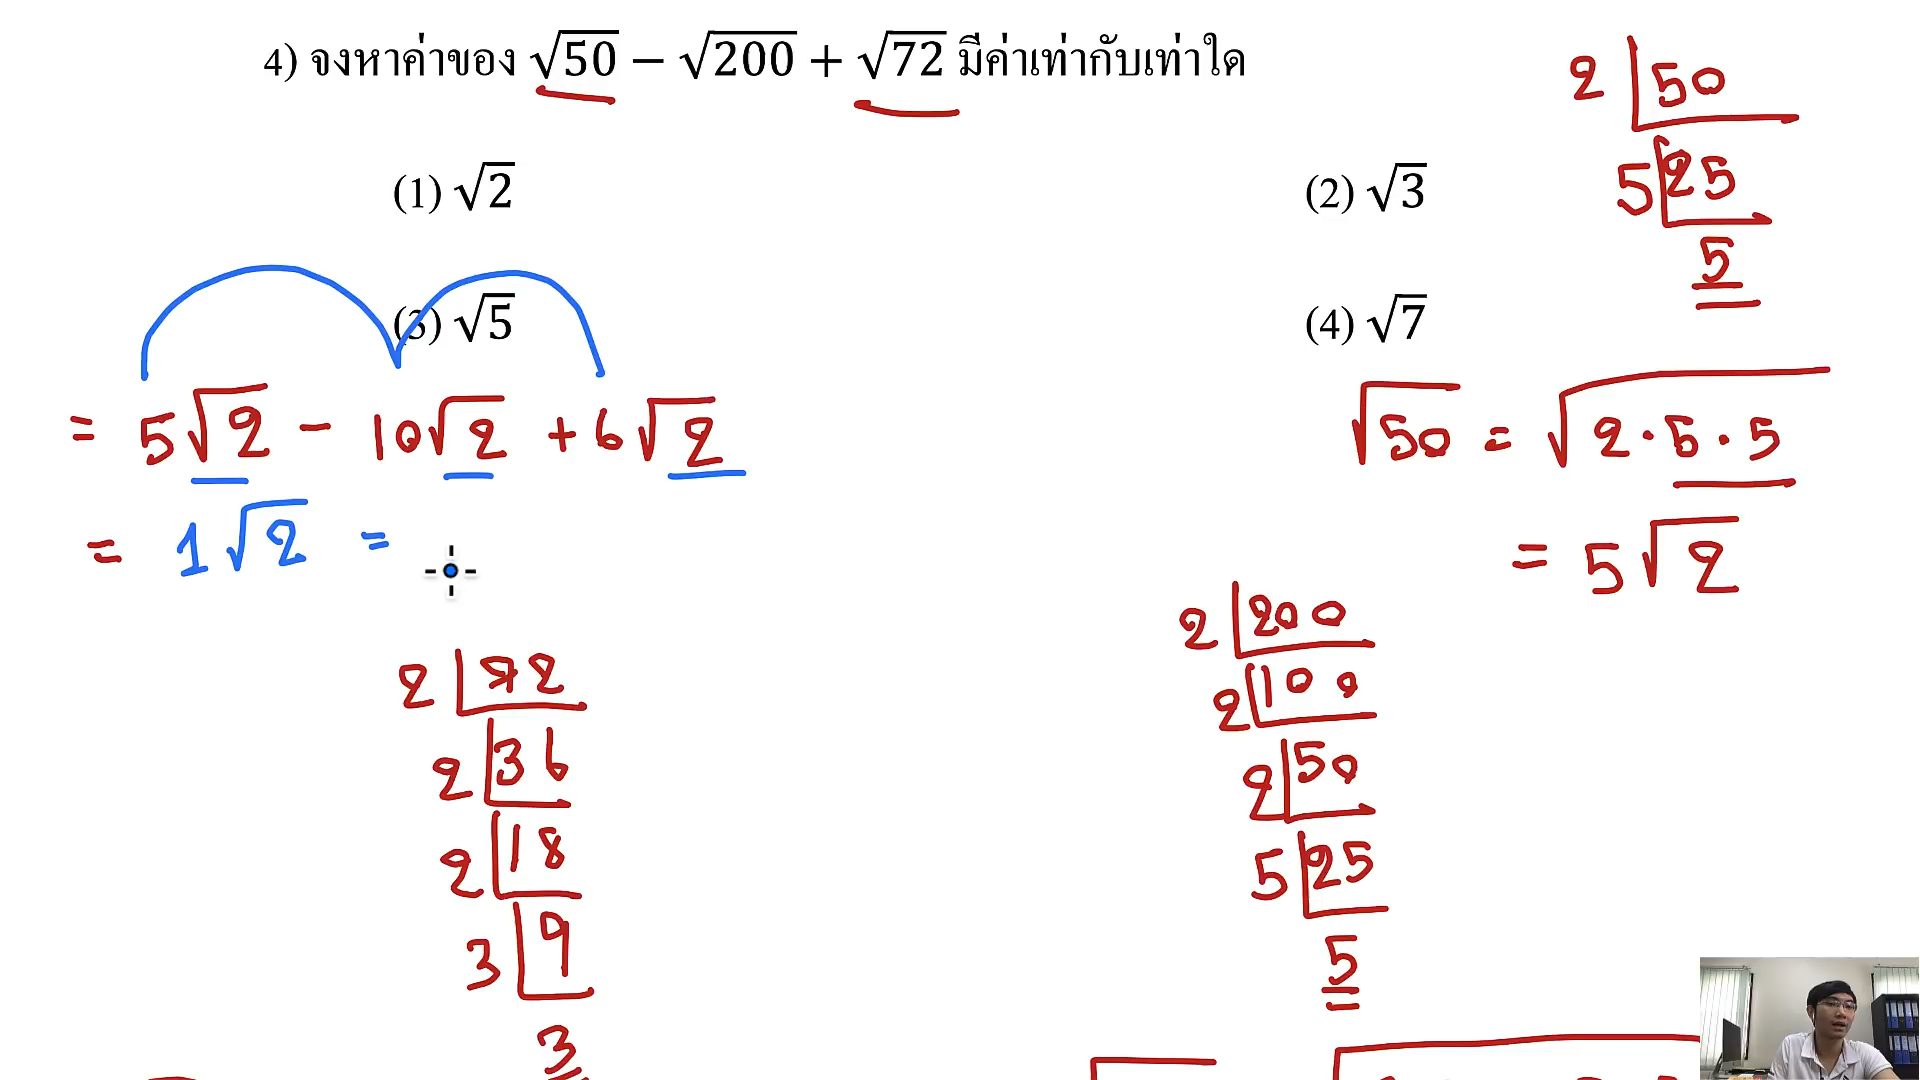 4) จงหาค่าของ √50 − √200 + √72 มีค่าเท่ากับเท่าใด
(1) √2
(2) √3
(3) √5
(4) √7
= 5√2 − 10√2 + 6√2
= 1√2 =
2 | 50
5 | 25
5
√50 = √2·5·5
= 5√2
2 | 72
2 | 36
2 | 18
3 | 9
3
2 | 200
2 | 100
2 | 50
5 | 25
5